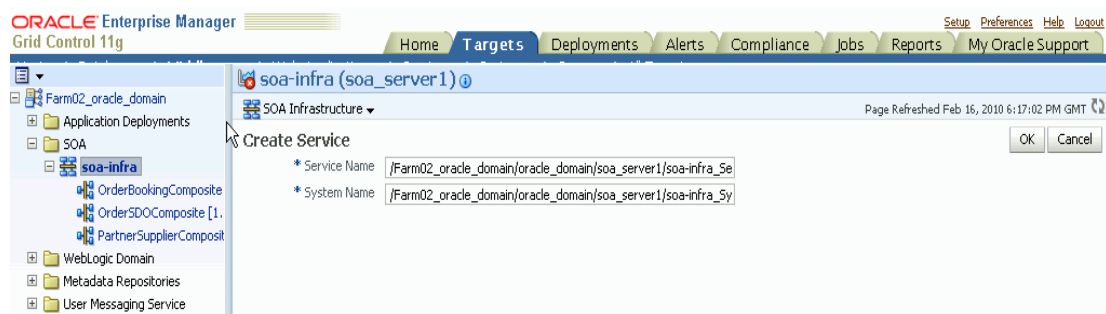 ORACLE Enterprise Manager
Grid Control 11g
Setup Preferences Help Logout
Home Targets Deployments Alerts Compliance Jobs Reports My Oracle Support
Farm02_oracle_domain
Application Deployments
SOA
soa-infra
OrderBookingComposite
OrderSDOComposite [1.
PartnerSupplierComposit
WebLogic Domain
Metadata Repositories
User Messaging Service
soa-infra (soa_server1)
SOA Infrastructure
Page Refreshed Feb 16, 2010 6:17:02 PM GMT
Create Service
OK Cancel
* Service Name /Farm02_oracle_domain/oracle_domain/soa_server1/soa-infra_Se
* System Name /Farm02_oracle_domain/oracle_domain/soa_server1/soa-infra_Sy